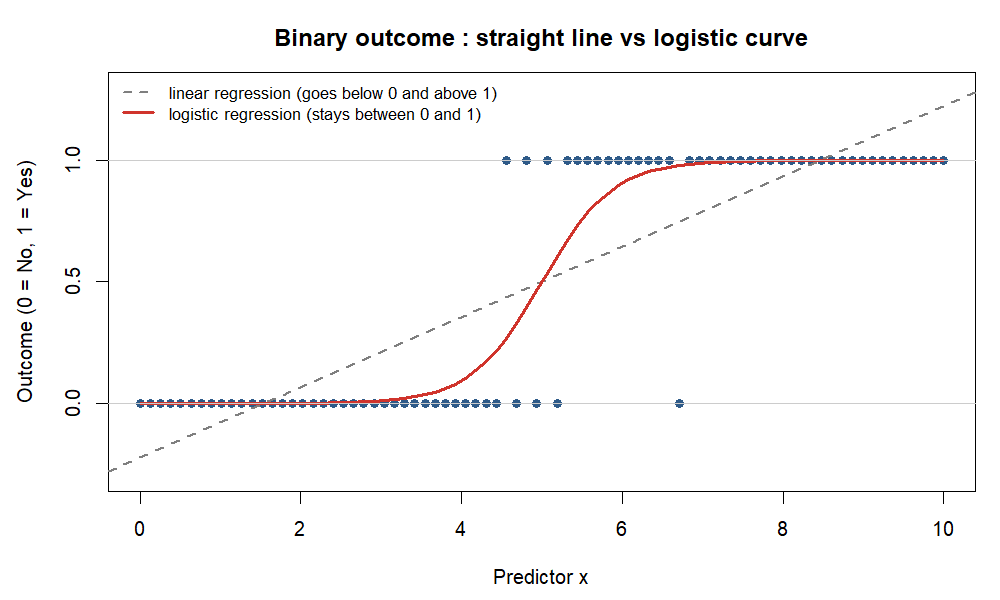 Binary outcome : straight line vs logistic curve
linear regression (goes below 0 and above 1)
logistic regression (stays between 0 and 1)
Outcome (0 = No, 1 = Yes)
1.0
0.5
0.0
0 2 4 6 8 10
Predictor x